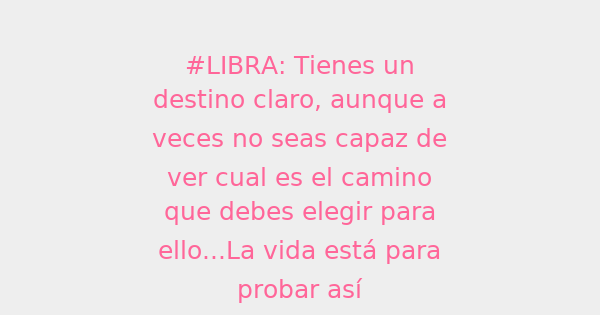 #LIBRA: Tienes un
destino claro, aunque a
veces no seas capaz de
ver cual es el camino
que debes elegir para
ello...La vida está para
probar así